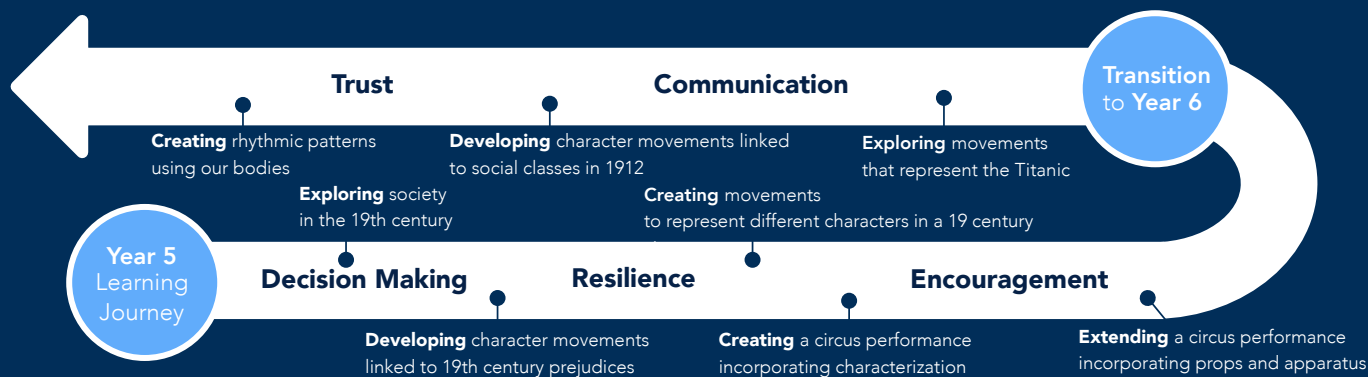 Trust
Communication
Transition
to Year 6
Creating rhythmic patterns
using our bodies
Developing character movements linked
to social classes in 1912
Exploring movements
that represent the Titanic
Exploring society
in the 19th century
Creating movements
to represent different characters in a 19 century
Year 5
Learning
Journey
Decision Making
Resilience
Encouragement
Developing character movements
linked to 19th century prejudices
Creating a circus performance
incorporating characterization
Extending a circus performance
incorporating props and apparatus